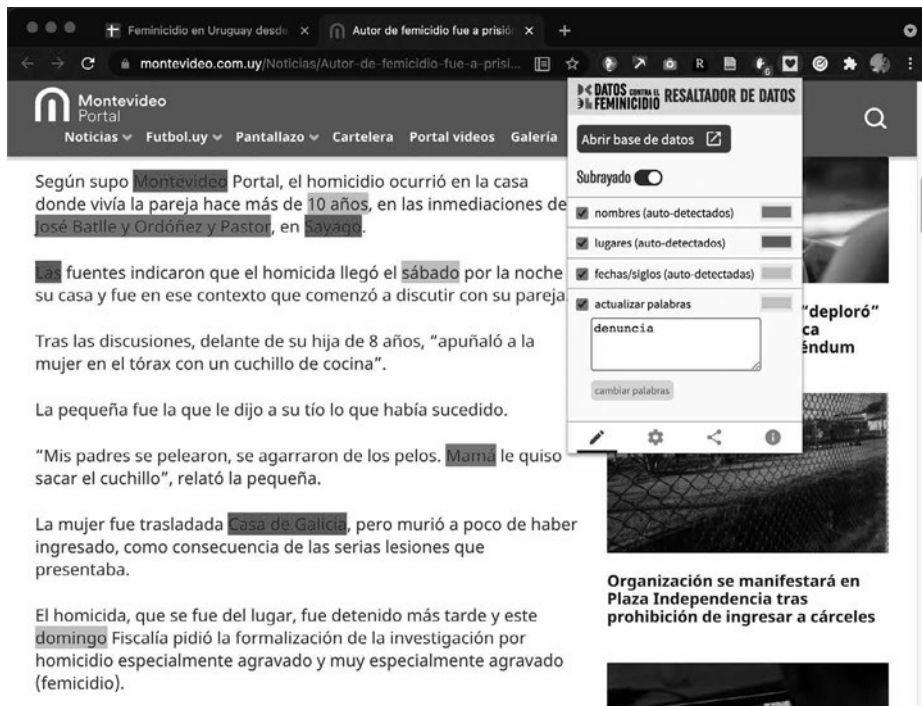 Feminicidio en Uruguay desde
Autor de femicidio fue a prisión
montevideo.com.uy/Noticias/Autor-de-femicidio-fue-a-prisi...
R
G
Montevideo
Portal
Noticias Futbol.uy Pantallazo Cartelera Portal videos Galería
DATOS CONTRA EL FEMINICIDIO RESALTADOR DE DATOS
Abrir base de datos
Subrayado
nombres (auto-detectados)
lugares (auto-detectados)
fechas/siglos (auto-detectadas)
actualizar palabras
denuncia
cambiar palabras
Según supo Montevideo Portal, el homicidio ocurrió en la casa
donde vivía la pareja hace más de 10 años, en las inmediaciones de
José Batlle y Ordóñez y Pastor, en Sayago.
Las fuentes indicaron que el homicida llegó el sábado por la noche
su casa y fue en ese contexto que comenzó a discutir con su pareja.
Tras las discusiones, delante de su hija de 8 años, “apuñaló a la
mujer en el tórax con un cuchillo de cocina”.
La pequeña fue la que le dijo a su tío lo que había sucedido.
“Mis padres se pelearon, se agarraron de los pelos. Mamá le quiso
sacar el cuchillo”, relató la pequeña.
La mujer fue trasladada Casa de Galicia, pero murió a poco de haber
ingresado, como consecuencia de las serias lesiones que
presentaba.
El homicida, que se fue del lugar, fue detenido más tarde y este
domingo Fiscalía pidió la formalización de la investigación por
homicidio especialmente agravado y muy especialmente agravado
(femicidio).
“deploró”
ca
éndum
Organización se manifestará en
Plaza Independencia tras
prohibición de ingresar a cárceles